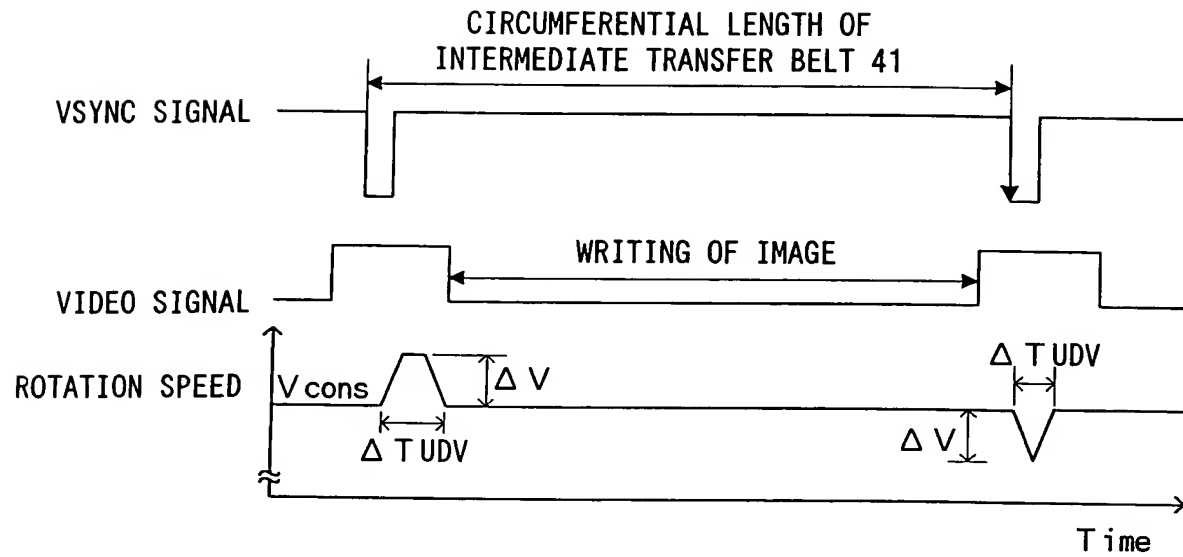 CIRCUMFERENTIAL LENGTH OF
INTERMEDIATE TRANSFER BELT 41
VSYNC SIGNAL
WRITING OF IMAGE
VIDEO SIGNAL
Δ T UDV
ROTATION SPEED
V cons
Δ V
Δ V
Δ T UDV
Time